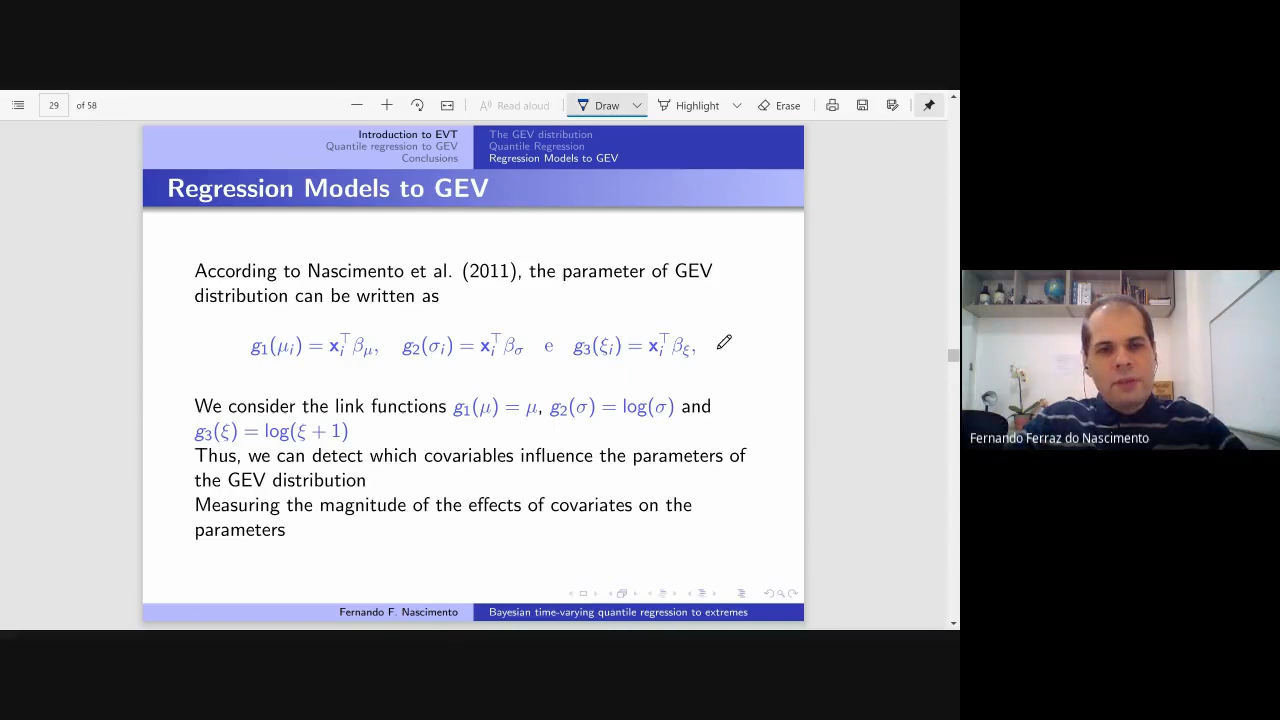 29 of 58
Read aloud
Draw
Highlight
Erase
Introduction to EVT
Quantile regression to GEV
Conclusions
The GEV distribution
Quantile Regression
Regression Models to GEV
Regression Models to GEV
According to Nascimento et al. (2011), the parameter of GEV
distribution can be written as
g₁(μᵢ) = xᵢ^⊤β_μ, g₂(σᵢ) = xᵢ^⊤β_σ e g₃(ξᵢ) = xᵢ^⊤β_ξ,
We consider the link functions g₁(μ) = μ, g₂(σ) = log(σ) and
g₃(ξ) = log(ξ + 1)
Thus, we can detect which covariables influence the parameters of
the GEV distribution
Measuring the magnitude of the effects of covariates on the
parameters
Fernando F. Nascimento
Bayesian time-varying quantile regression to extremes
Fernando Ferraz do Nascimento